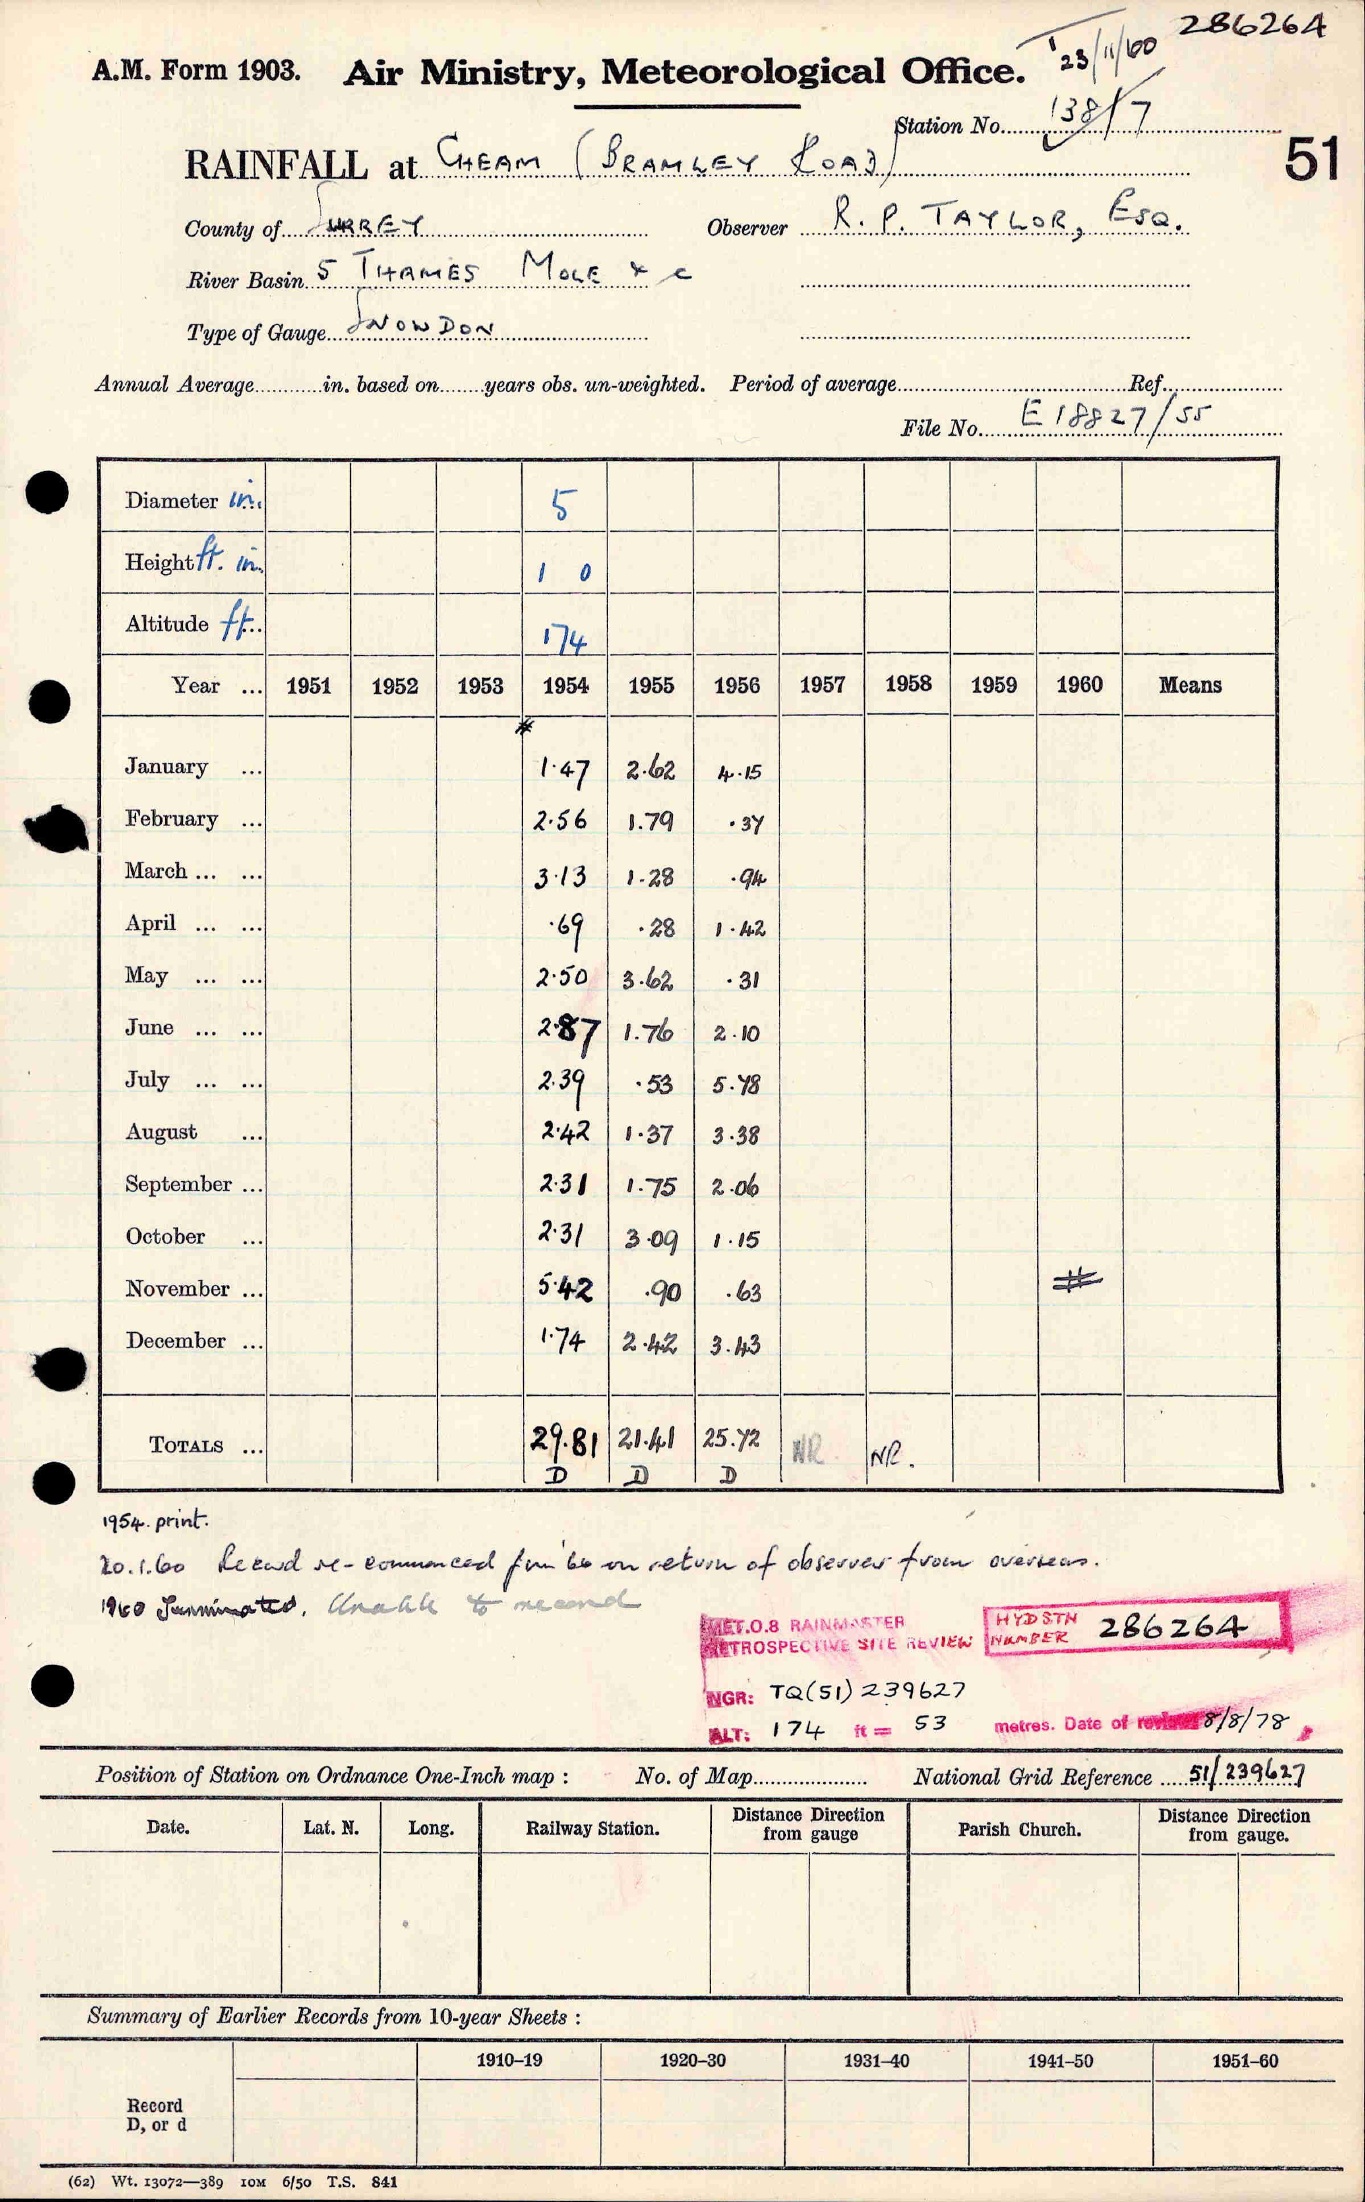 286264
23/11/60
A.M. Form 1903. Air Ministry, Meteorological Office.
Station No. 138/7
51
RAINFALL at CHEAM (BRAMLEY ROAD)
County of SURREY Observer R. P. TAYLOR, ESQ.
River Basin 5 THAMES MOLE & c
Type of Gauge SNOWDON
Annual Average in. based on years obs. un-weighted. Period of average Ref.
File No. E18827/55
Diameter in. 5
Height ft. in. 1 0
Altitude ft. 174
Year ... 1951 1952 1953 1954 1955 1956 1957 1958 1959 1960 Means
#
January ... 1.47 2.62 4.15
February ... 2.56 1.79 .37
March ... ... 3.13 1.28 .94
April ... ... .69 .28 1.42
May ... ... 2.50 3.62 .31
June ... ... 2.87 1.76 2.10
July ... ... 2.39 .53 5.78
August ... 2.42 1.37 3.38
September ... 2.31 1.75 2.06
October ... 2.31 3.09 1.15
November ... 5.42 .90 .63 #
December ... 1.74 2.42 3.43
TOTALS ... 29.81 21.41 25.72 NR NR.
D D D
1954. print.
20.1.60 Record re-commenced Jan '60 on return of observer from overseas.
1960 Terminated. Unable to record
MET.O.8 RAINMASTER
RETROSPECTIVE SITE REVIEW
HYDSTN NUMBER 286264
NGR: TQ(51)239627
ALT: 174 ft = 53 metres. Date of review 8/8/78
Position of Station on Ordnance One-Inch map : No. of Map National Grid Reference 51/239627
Date. Lat. N. Long. Railway Station. Distance from gauge Direction Parish Church. Distance from gauge. Direction
Summary of Earlier Records from 10-year Sheets :
1910–19 1920–30 1931–40 1941–50 1951–60
Record
D, or d
(62) Wt. 13072—389 10M 6/50 T.S. 841